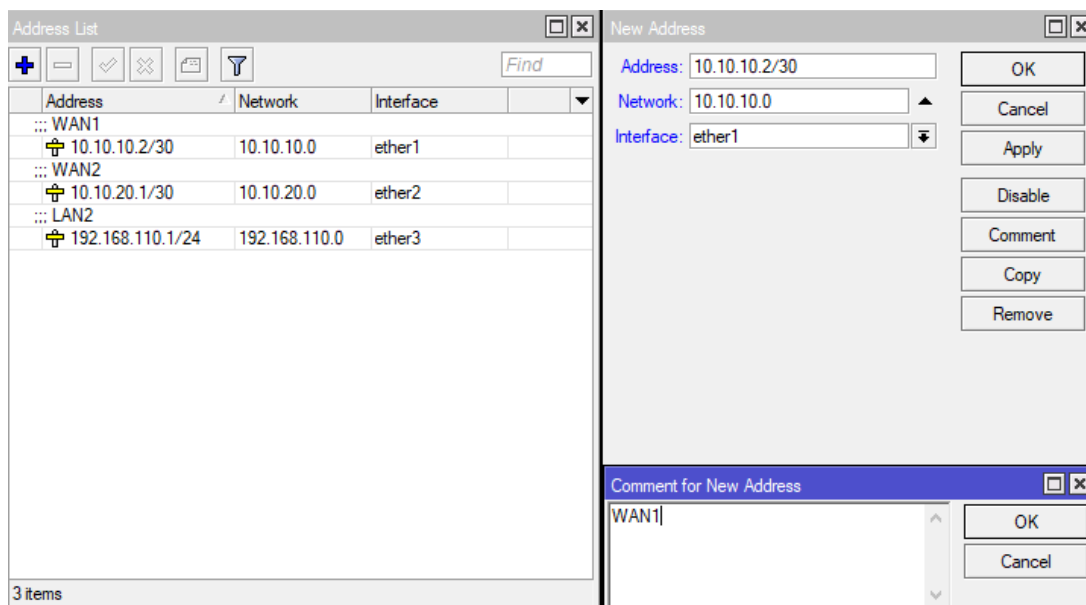 Address List
Find
Address Network Interface
;;; WAN1
10.10.10.2/30 10.10.10.0 ether1
;;; WAN2
10.10.20.1/30 10.10.20.0 ether2
;;; LAN2
192.168.110.1/24 192.168.110.0 ether3
3 items
New Address
Address: 10.10.10.2/30
Network: 10.10.10.0
Interface: ether1
OK
Cancel
Apply
Disable
Comment
Copy
Remove
Comment for New Address
WAN1
OK
Cancel